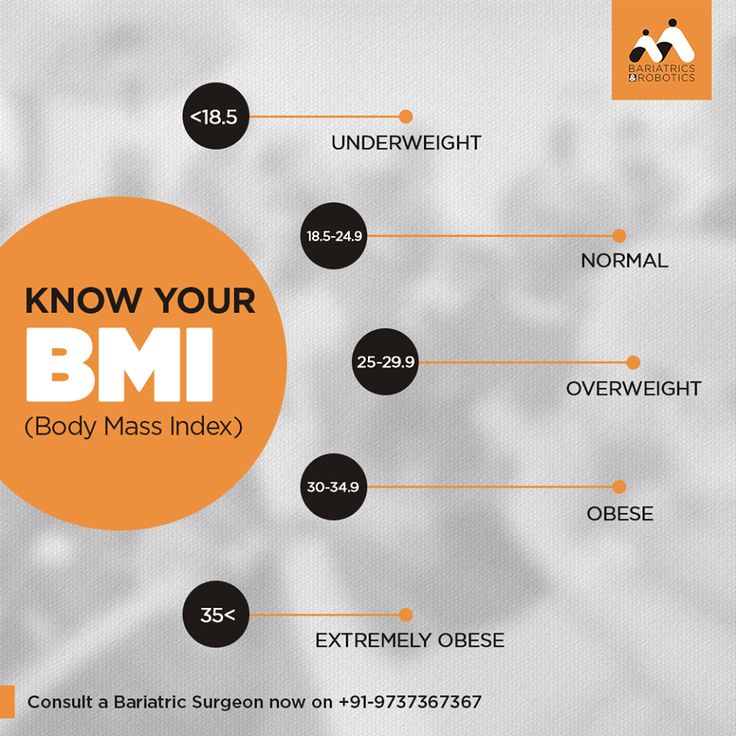 BARIATRICS
&ROBOTICS
<18.5
UNDERWEIGHT
18.5-24.9
NORMAL
KNOW YOUR
BMI
(Body Mass Index)
25-29.9
OVERWEIGHT
30-34.9
OBESE
35<
EXTREMELY OBESE
Consult a Bariatric Surgeon now on +91-9737367367